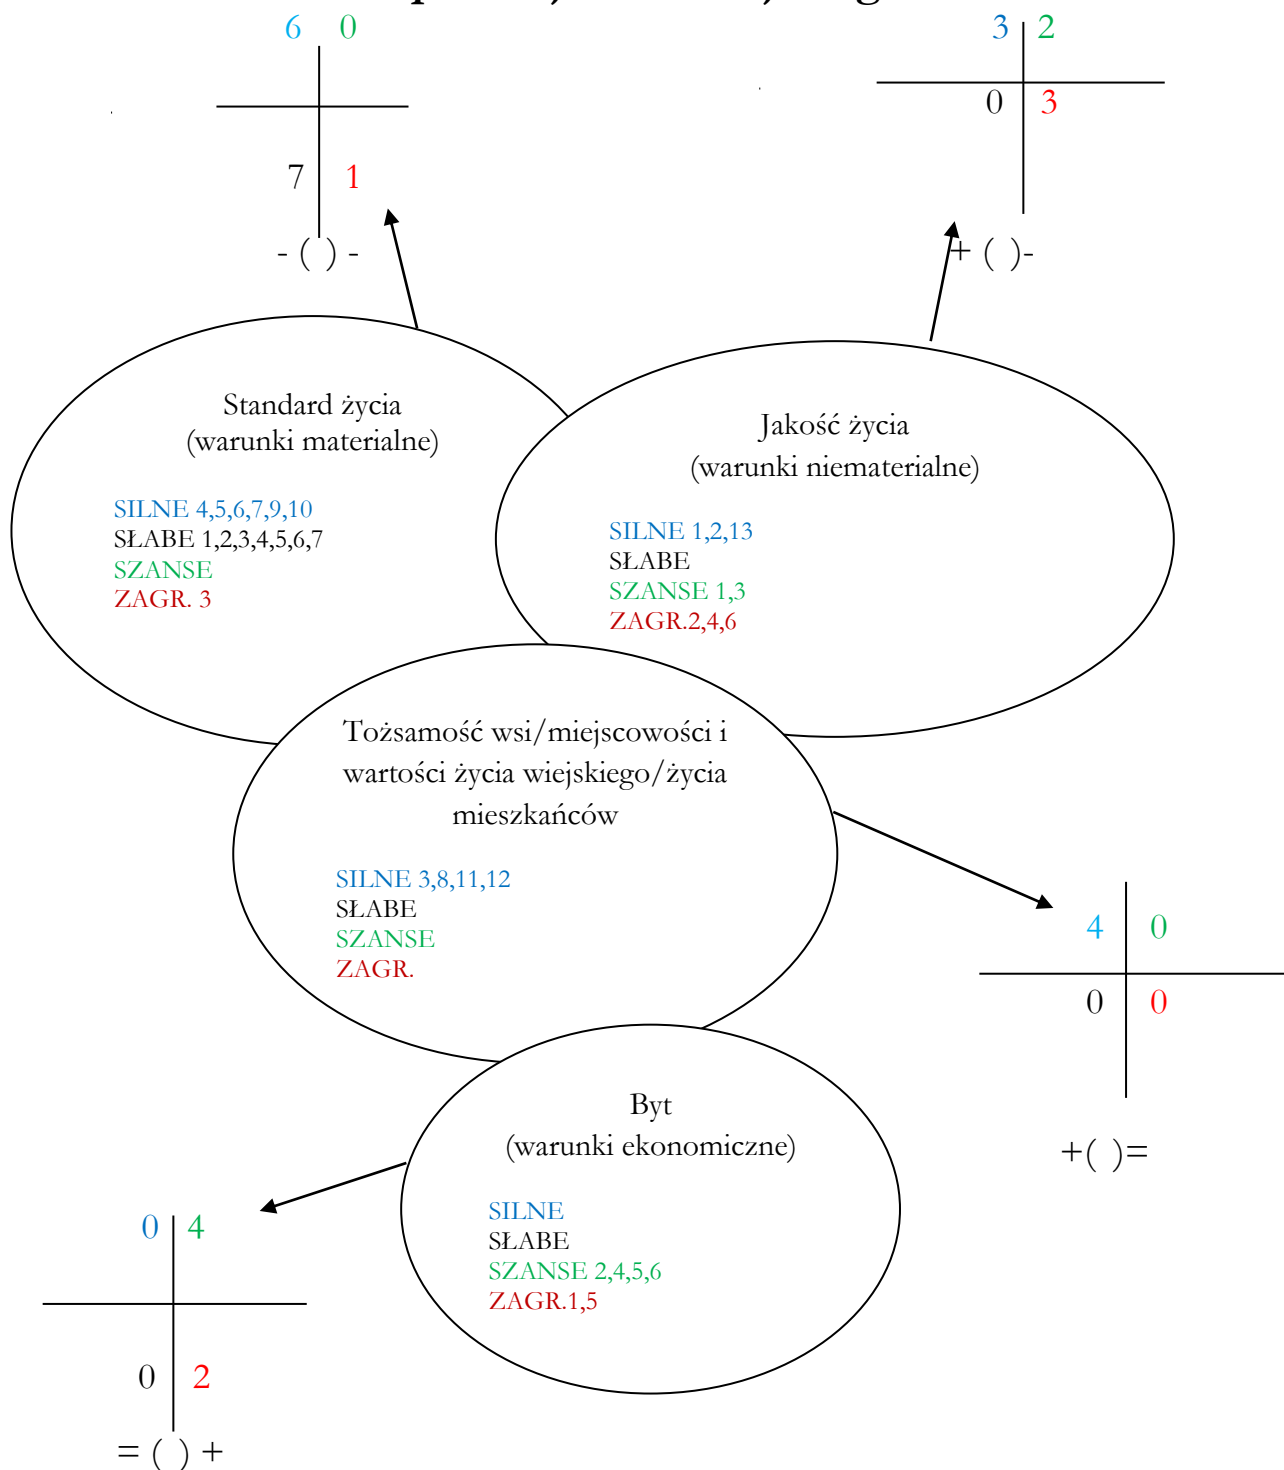 6 0
7 1
- ( ) -
3 2
0 3
+ ( )-
Standard życia
(warunki materialne)
SILNE 4,5,6,7,9,10
SŁABE 1,2,3,4,5,6,7
SZANSE
ZAGR. 3
Jakość życia
(warunki niematerialne)
SILNE 1,2,13
SŁABE
SZANSE 1,3
ZAGR.2,4,6
Tożsamość wsi/miejscowości i
wartości życia wiejskiego/życia
mieszkańców
SILNE 3,8,11,12
SŁABE
SZANSE
ZAGR.
4 0
0 0
+( )=
Byt
(warunki ekonomiczne)
SILNE
SŁABE
SZANSE 2,4,5,6
ZAGR.1,5
0 4
0 2
= ( ) +